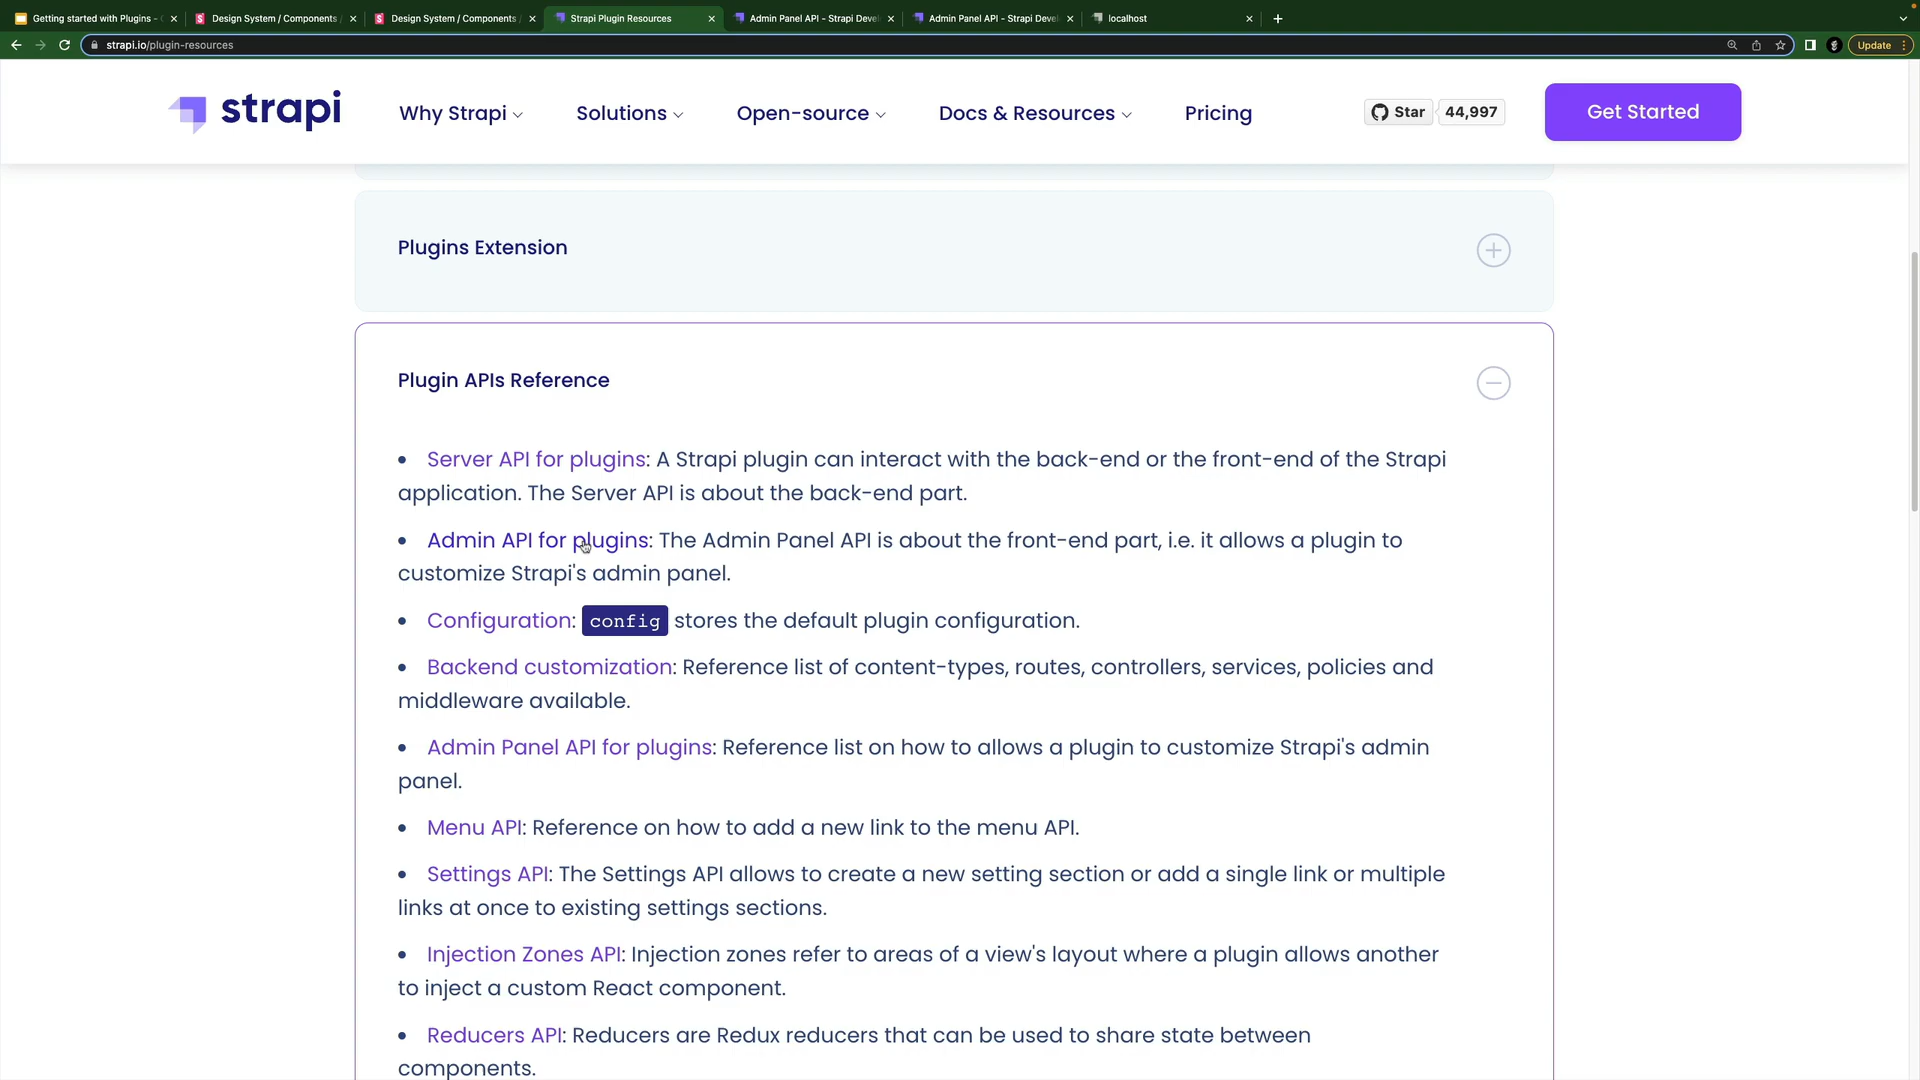 Getting started with Plugins -
Design System / Components
Design System / Components
Strapi Plugin Resources
Admin Panel API - Strapi Deve
Admin Panel API - Strapi Deve
localhost
strapi.io/plugin-resources
Update
strapi
Why Strapi
Solutions
Open-source
Docs & Resources
Pricing
Star
44,997
Get Started
Plugins Extension
Plugin APIs Reference
• Server API for plugins: A Strapi plugin can interact with the back-end or the front-end of the Strapi
application. The Server API is about the back-end part.
• Admin API for plugins: The Admin Panel API is about the front-end part, i.e. it allows a plugin to
customize Strapi's admin panel.
• Configuration: config stores the default plugin configuration.
• Backend customization: Reference list of content-types, routes, controllers, services, policies and
middleware available.
• Admin Panel API for plugins: Reference list on how to allows a plugin to customize Strapi's admin
panel.
• Menu API: Reference on how to add a new link to the menu API.
• Settings API: The Settings API allows to create a new setting section or add a single link or multiple
links at once to existing settings sections.
• Injection Zones API: Injection zones refer to areas of a view's layout where a plugin allows another
to inject a custom React component.
• Reducers API: Reducers are Redux reducers that can be used to share state between
components.